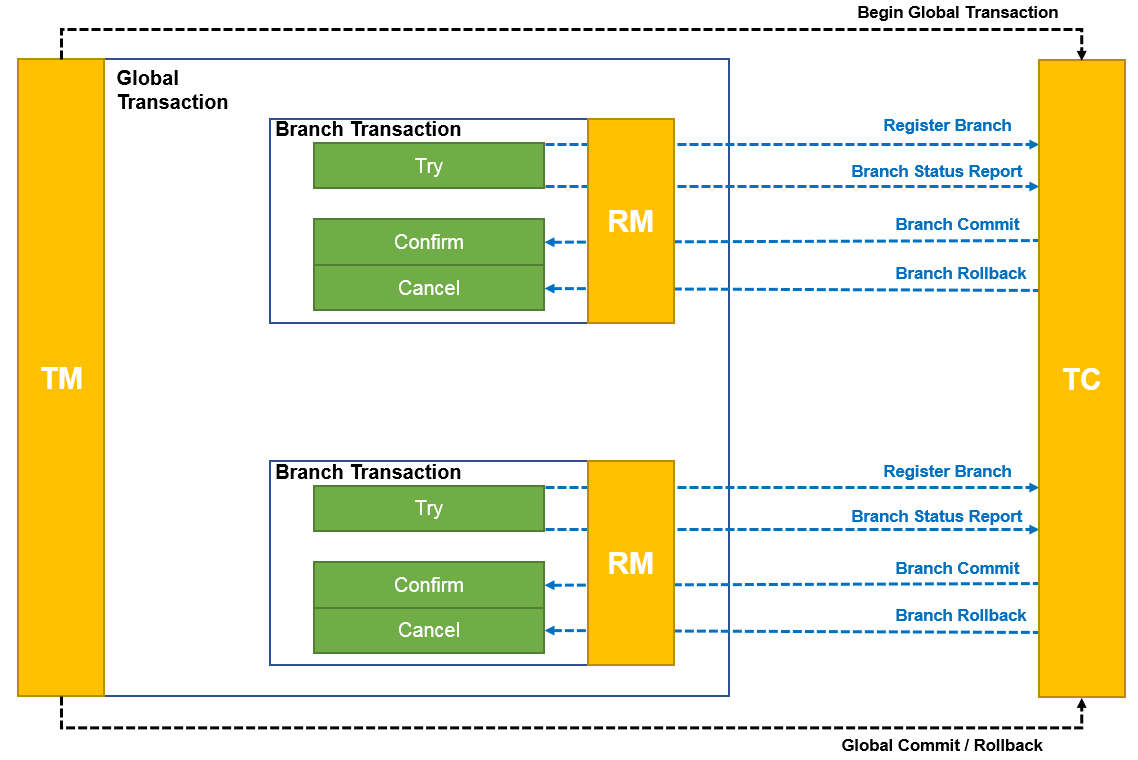 Begin Global Transaction
Global
Transaction
Branch Transaction
Try
Confirm
Cancel
RM
Register Branch
Branch Status Report
Branch Commit
Branch Rollback
TM
TC
Branch Transaction
Try
Confirm
Cancel
RM
Register Branch
Branch Status Report
Branch Commit
Branch Rollback
Global Commit / Rollback